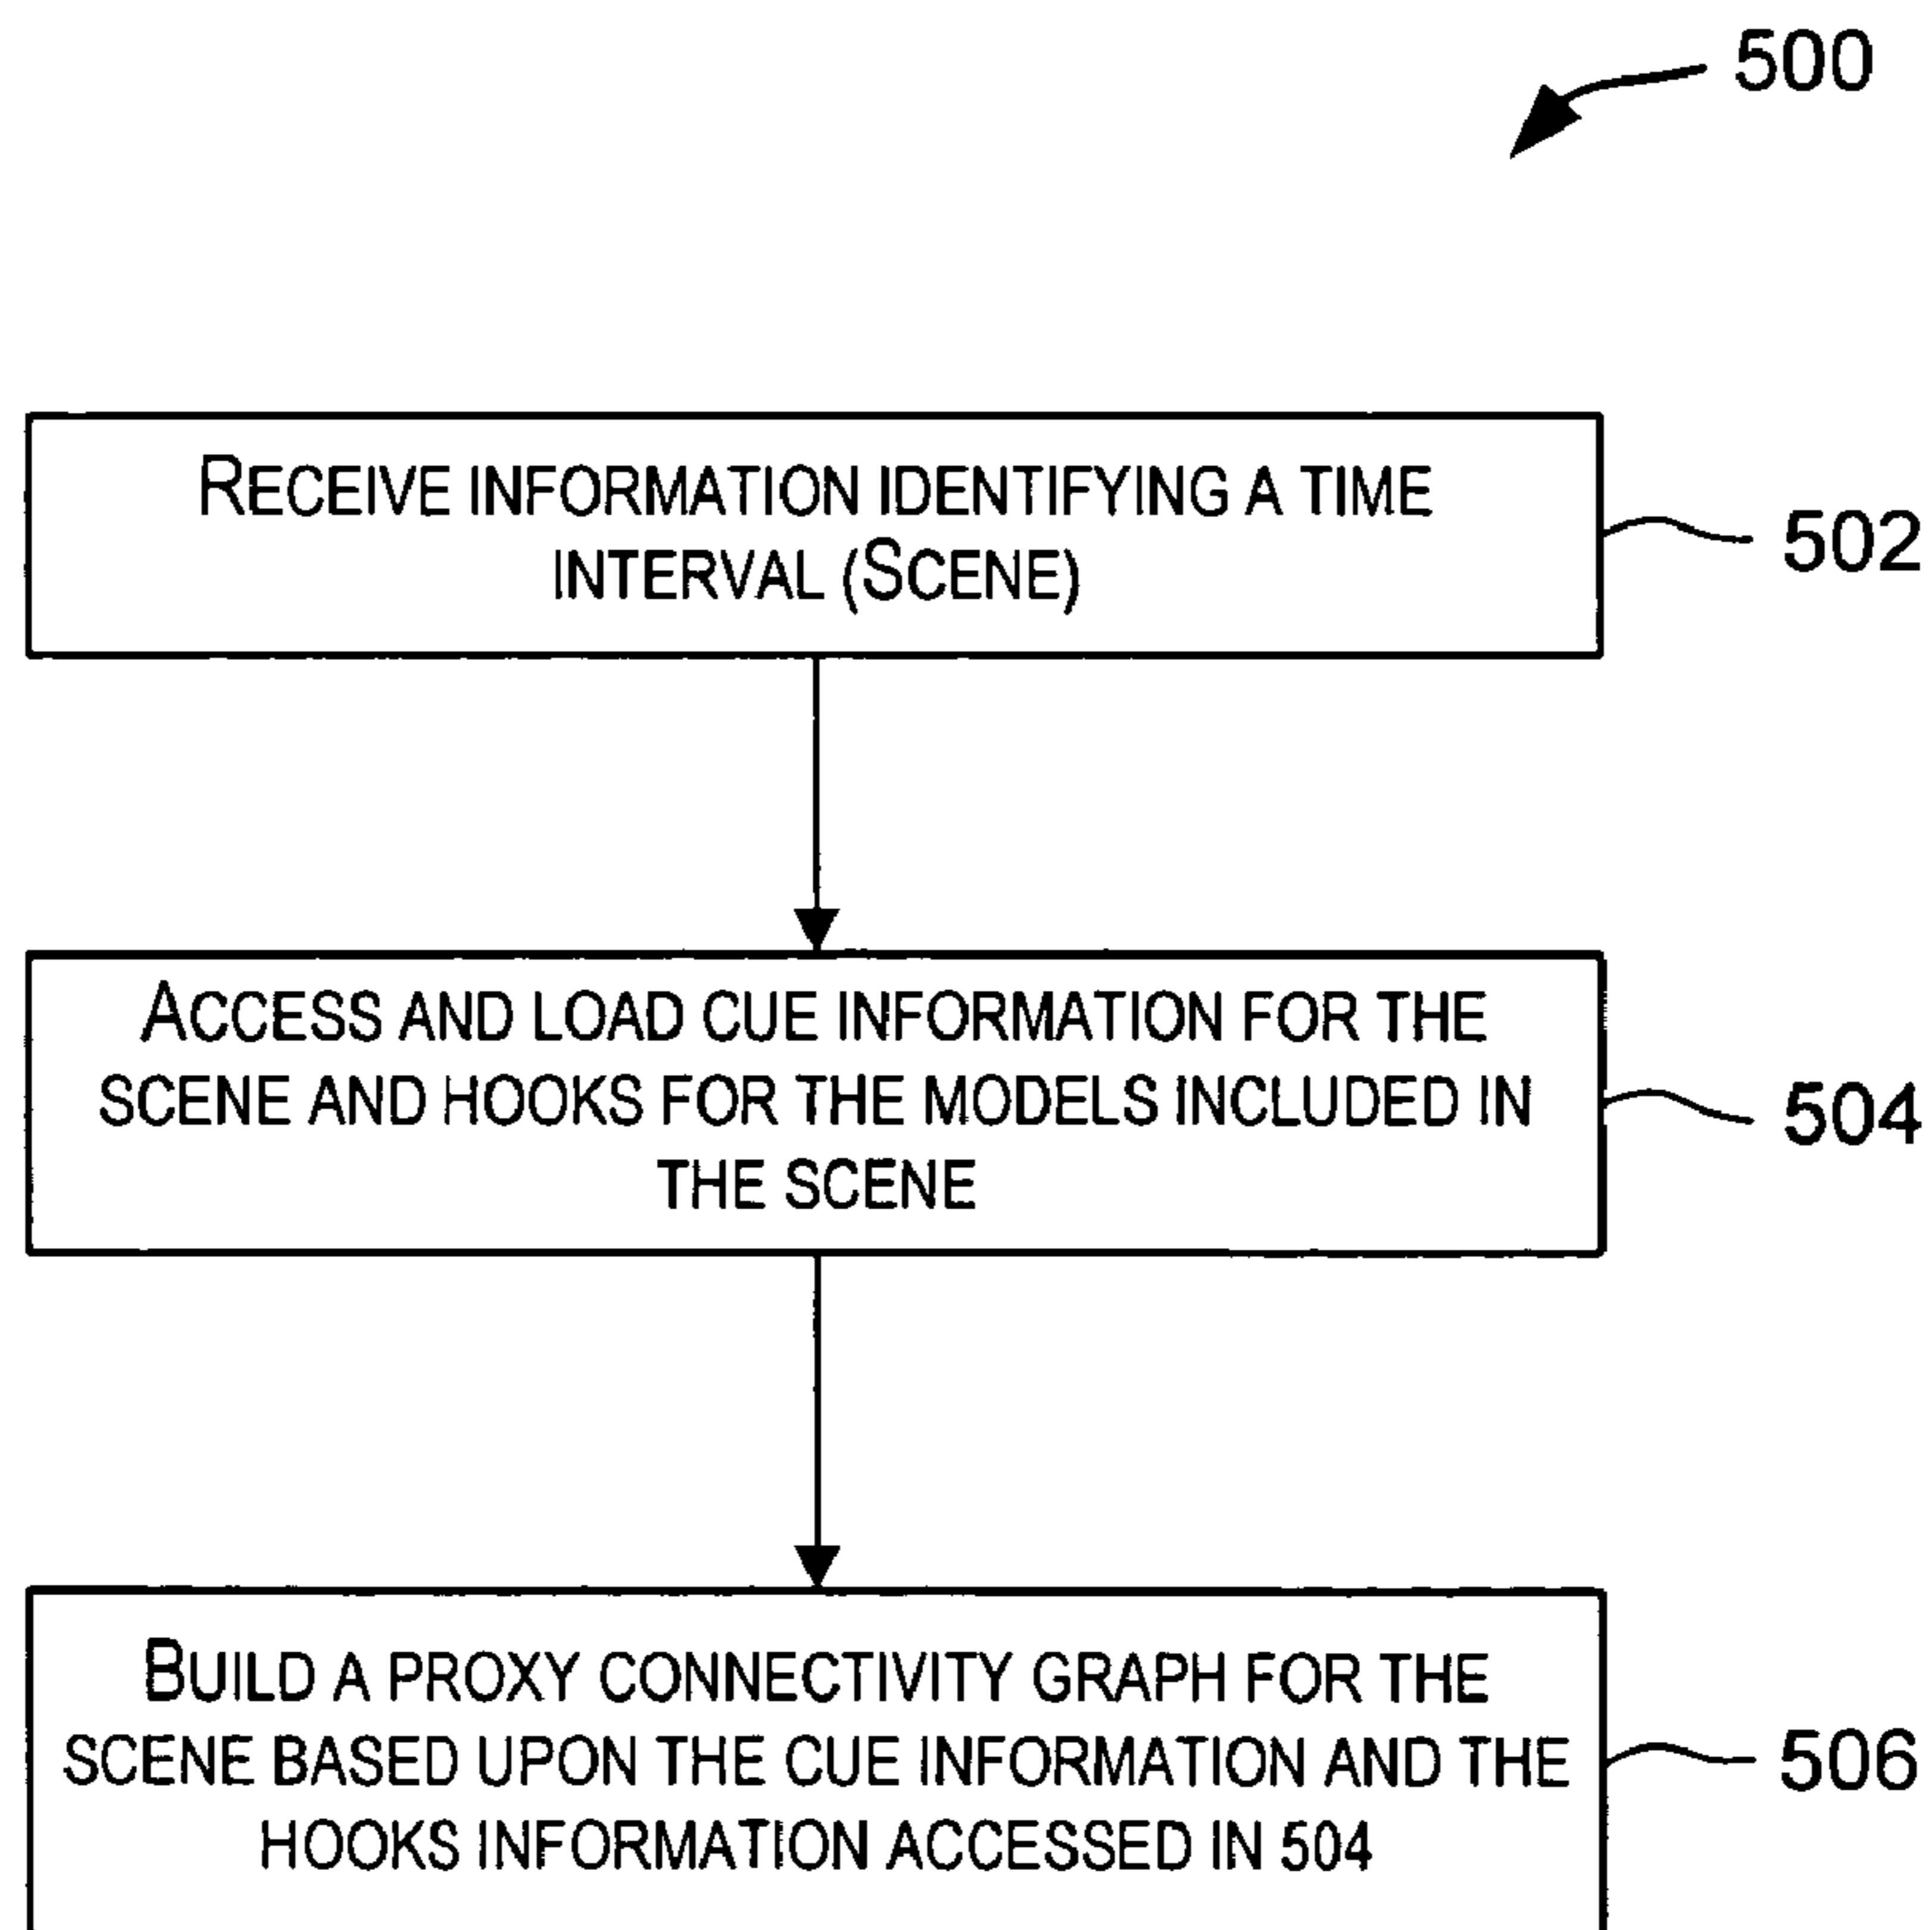 500
RECEIVE INFORMATION IDENTIFYING A TIME
INTERVAL (SCENE)
502
ACCESS AND LOAD CUE INFORMATION FOR THE
SCENE AND HOOKS FOR THE MODELS INCLUDED IN
THE SCENE
504
BUILD A PROXY CONNECTIVITY GRAPH FOR THE
SCENE BASED UPON THE CUE INFORMATION AND THE
HOOKS INFORMATION ACCESSED IN 504
506